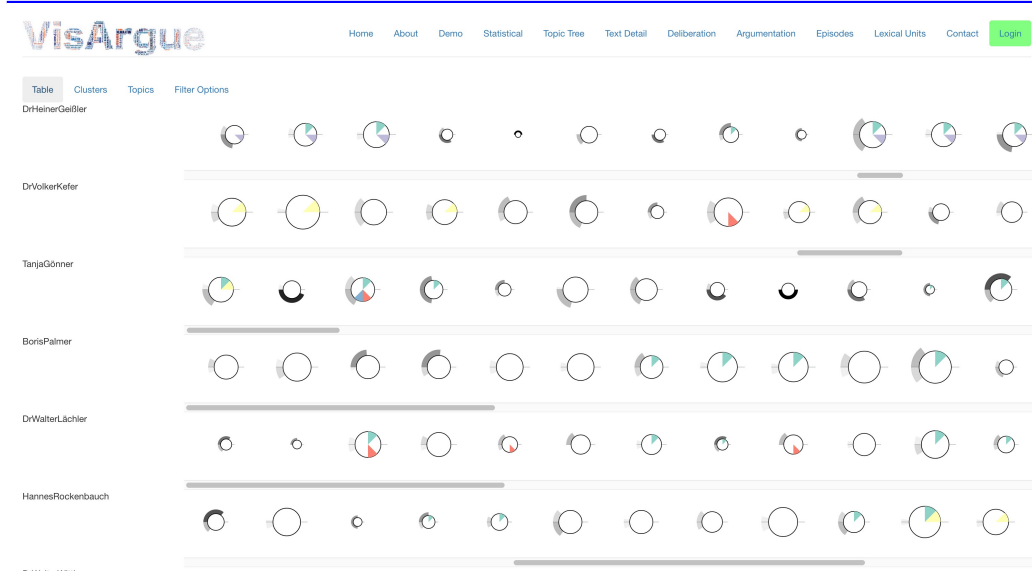 VisArgue
Home About Demo Statistical Topic Tree Text Detail Deliberation Argumentation Episodes Lexical Units Contact Login
Table Clusters Topics Filter Options
DrHeinerGeißler
DrVolkerKefer
TanjaGönner
BorisPalmer
DrWalterLächler
HannesRockenbauch